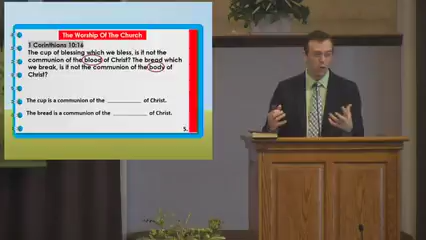 The Worship Of The Church
1 Corinthians 10:16
The cup of blessing which we bless, is it not the
communion of the blood of Christ? The bread which
we break, is it not the communion of the body of
Christ?
The cup is a communion of the ____________ of Christ.
The bread is a communion of the ____________ of Christ.
5.